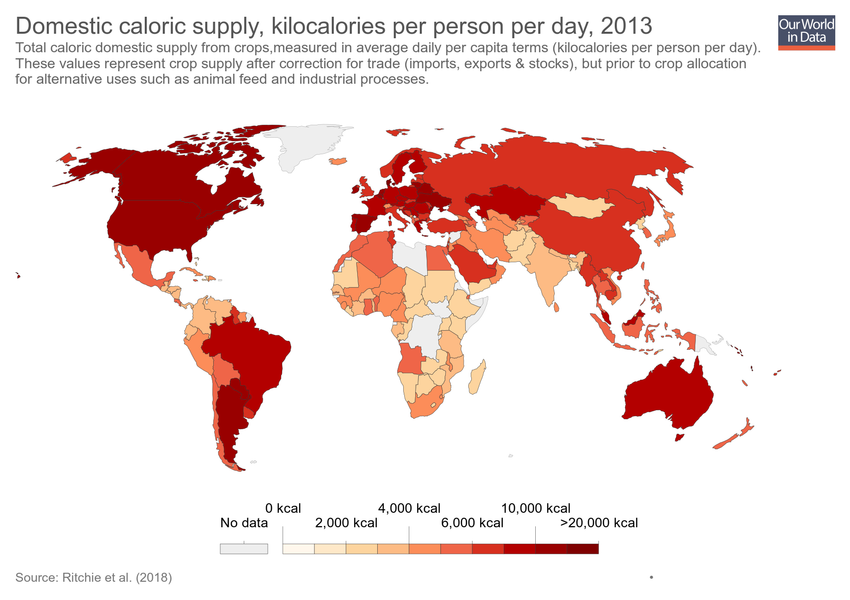 Domestic caloric supply, kilocalories per person per day, 2013
Our World
in Data
Total caloric domestic supply from crops,measured in average daily per capita terms (kilocalories per person per day).
These values represent crop supply after correction for trade (imports, exports & stocks), but prior to crop allocation
for alternative uses such as animal feed and industrial processes.
0 kcal
4,000 kcal
10,000 kcal
No data
2,000 kcal
6,000 kcal
>20,000 kcal
Source: Ritchie et al. (2018)